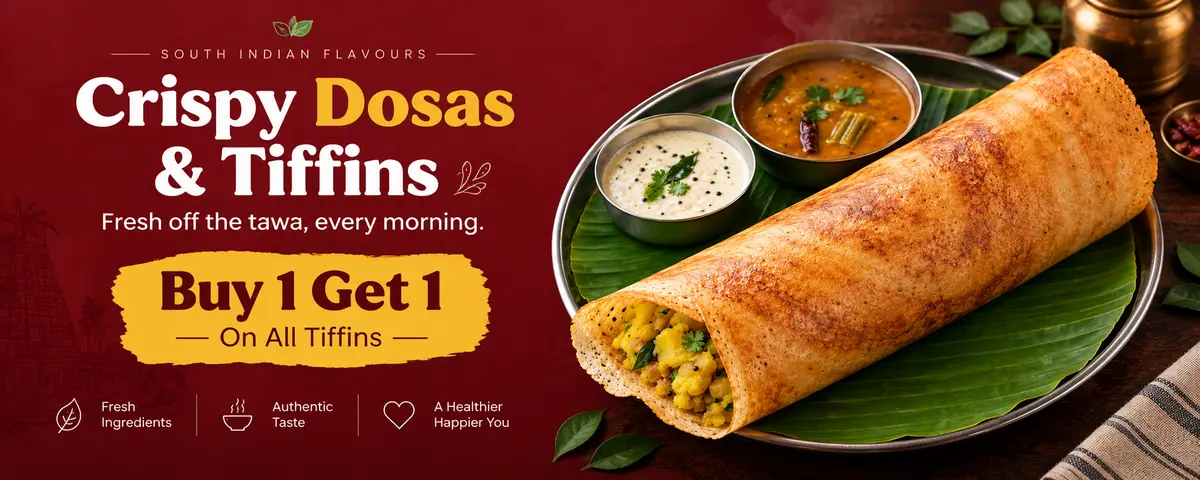 SOUTH INDIAN FLAVOURS
Crispy Dosas
& Tiffins
Fresh off the tawa, every morning.
Buy 1 Get 1
On All Tiffins
Fresh
Ingredients
Authentic
Taste
A Healthier
Happier You